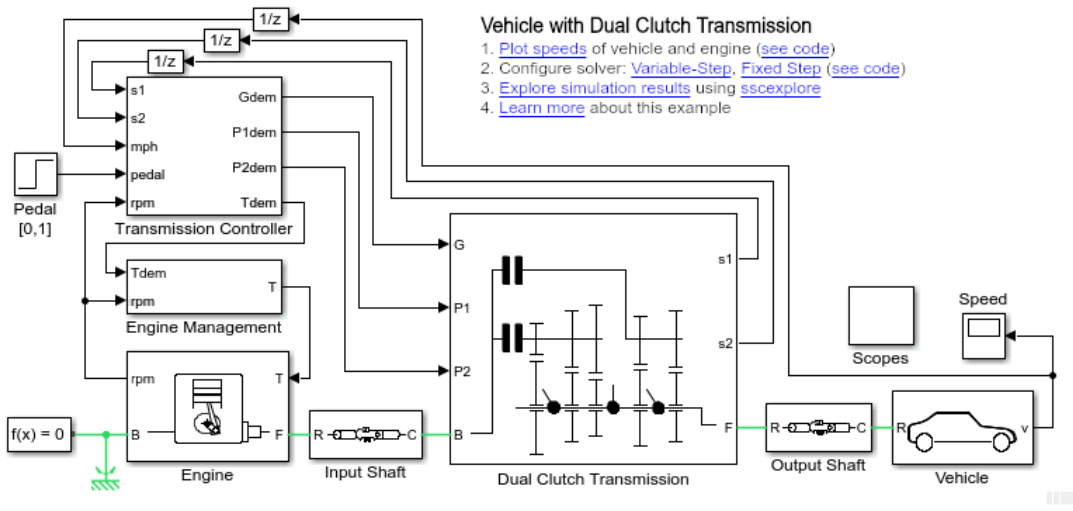 Vehicle with Dual Clutch Transmission
1. Plot speeds of vehicle and engine (see code)
2. Configure solver: Variable-Step, Fixed Step (see code)
3. Explore simulation results using sscexplore
4. Learn more about this example
1/z
1/z
1/z
s1
s2
mph
pedal
rpm
Gdem
P1dem
P2dem
Tdem
Transmission Controller
Pedal
[0,1]
Tdem
rpm
T
Engine Management
rpm
T
B
F
Engine
f(x) = 0
R
C
Input Shaft
G
P1
P2
B
s1
s2
F
Dual Clutch Transmission
Scopes
Speed
R
C
Output Shaft
R
v
Vehicle